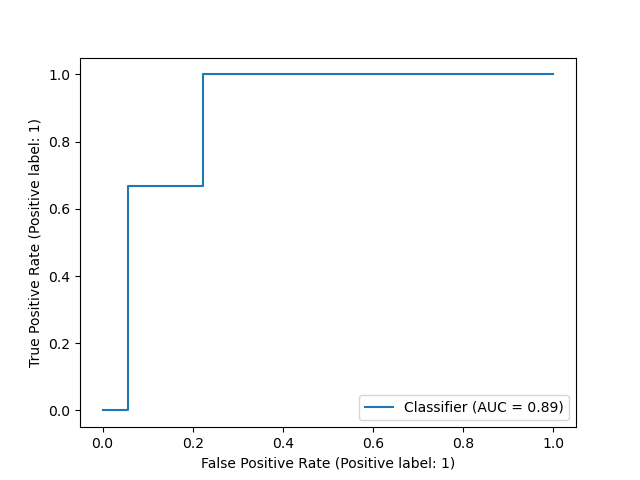 1.0
0.8
0.6
0.4
0.2
0.0
True Positive Rate (Positive label: 1)
Classifier (AUC = 0.89)
0.0 0.2 0.4 0.6 0.8 1.0
False Positive Rate (Positive label: 1)